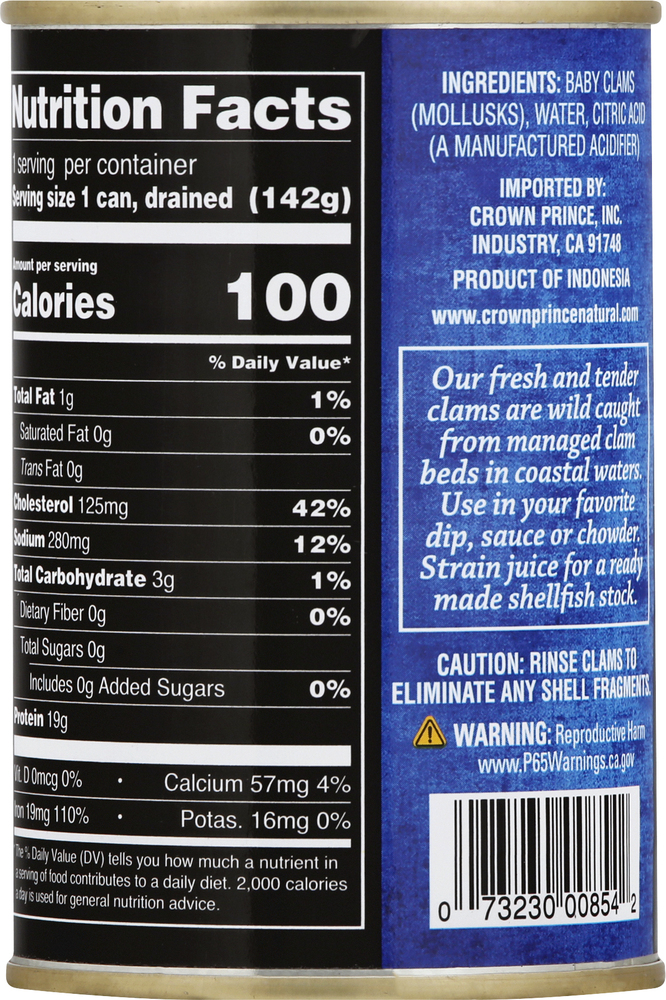 Nutrition Facts
1 serving per container
Serving size 1 can, drained (142g)
Amount per serving
Calories 100
% Daily Value*
Total Fat 1g 1%
Saturated Fat 0g 0%
Trans Fat 0g
Cholesterol 125mg 42%
Sodium 280mg 12%
Total Carbohydrate 3g 1%
Dietary Fiber 0g 0%
Total Sugars 0g
Includes 0g Added Sugars 0%
Protein 19g
Vit. D 0mcg 0% • Calcium 57mg 4%
Iron 19mg 110% • Potas. 16mg 0%
*The % Daily Value (DV) tells you how much a nutrient in
a serving of food contributes to a daily diet. 2,000 calories
a day is used for general nutrition advice.
INGREDIENTS: BABY CLAMS
(MOLLUSKS), WATER, CITRIC ACID
(A MANUFACTURED ACIDIFIER)
IMPORTED BY:
CROWN PRINCE, INC.
INDUSTRY, CA 91748
PRODUCT OF INDONESIA
www.crownprincenatural.com
Our fresh and tender
clams are wild caught
from managed clam
beds in coastal waters.
Use in your favorite
dip, sauce or chowder.
Strain juice for a ready
made shellfish stock.
CAUTION: RINSE CLAMS TO
ELIMINATE ANY SHELL FRAGMENTS.
WARNING: Reproductive Harm
www.P65Warnings.ca.gov
0 73230 00854 2